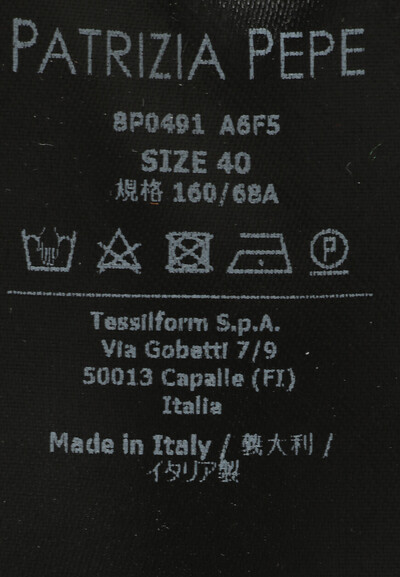 PATRIZIA PEPE
8P0491 A6F5
SIZE 40
規格 160/68A
P
Tessilform S.p.A.
Via Gobetti 7/9
50013 Capalle (FI)
Italia
Made in Italy / 義大利 /
イタリア製